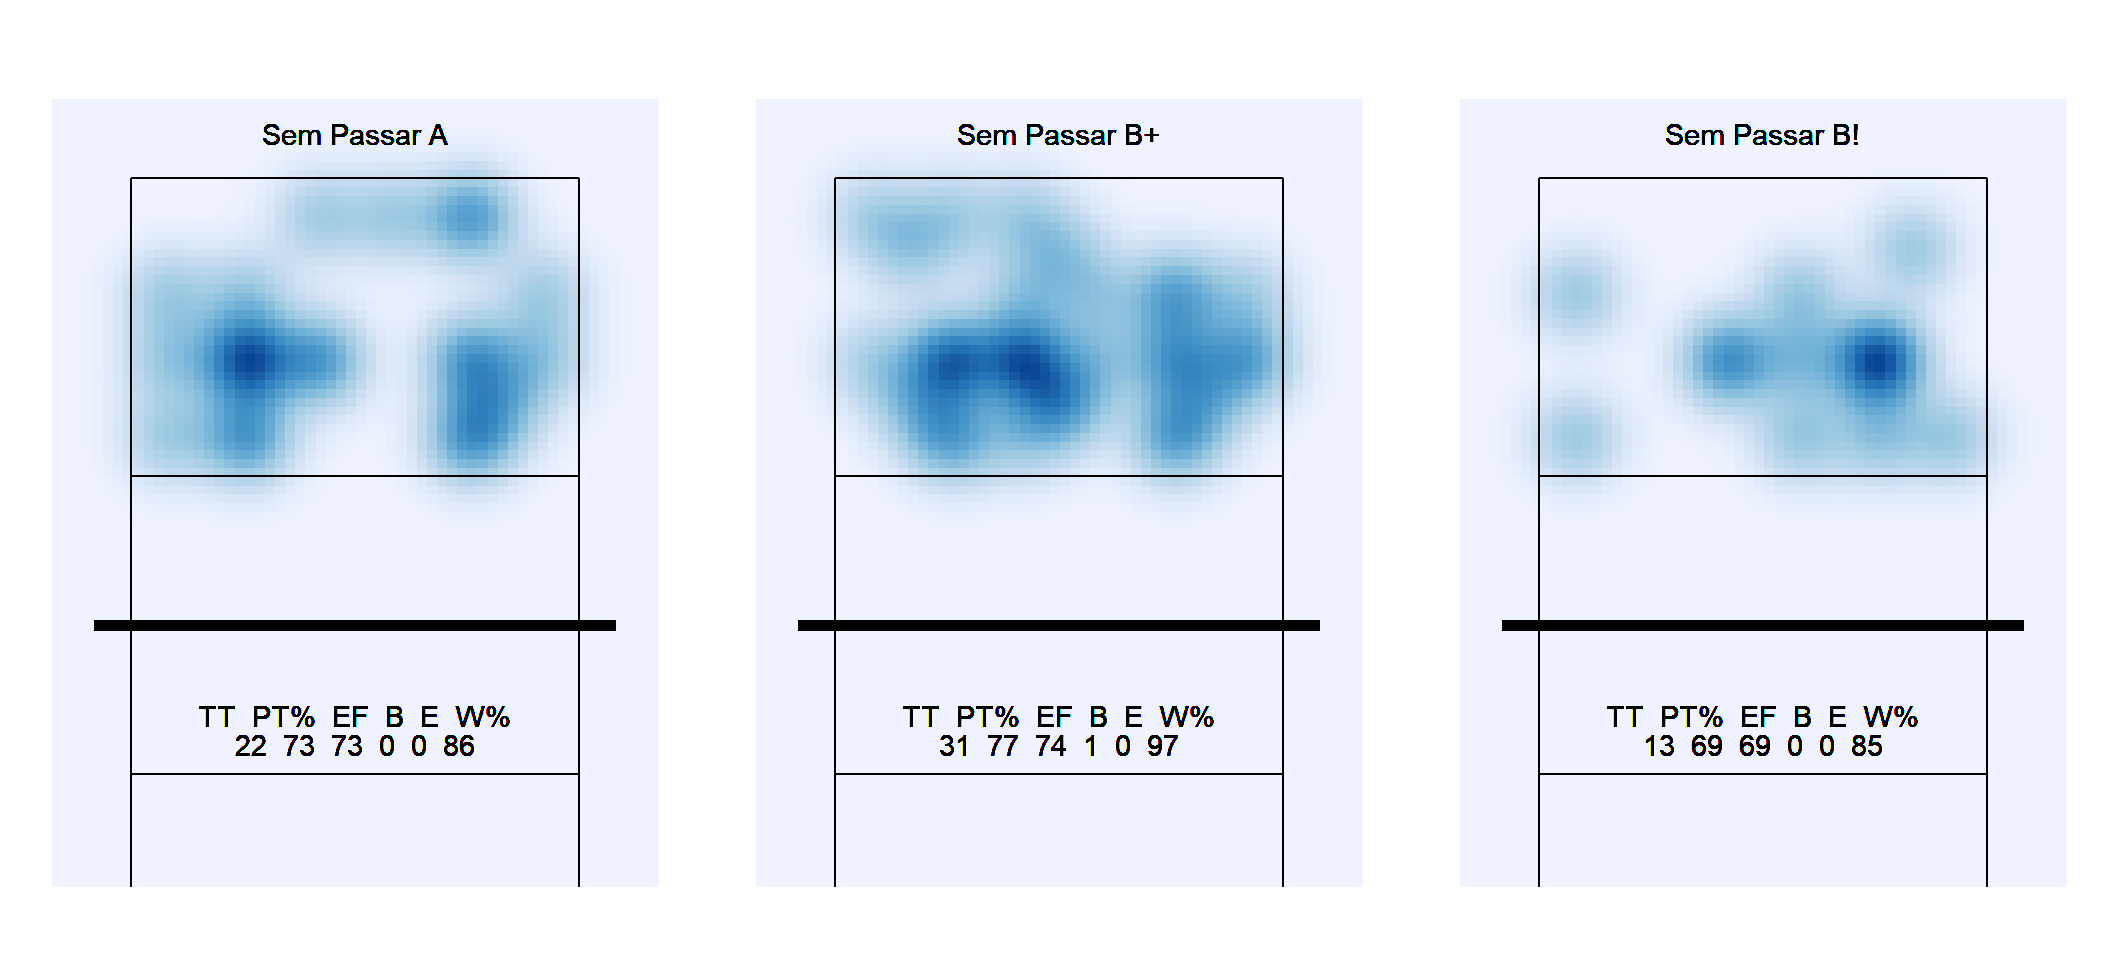 Sem Passar A
TT PT% EF B E W%
22 73 73 0 0 86
Sem Passar B+
TT PT% EF B E W%
31 77 74 1 0 97
Sem Passar B!
TT PT% EF B E W%
13 69 69 0 0 85